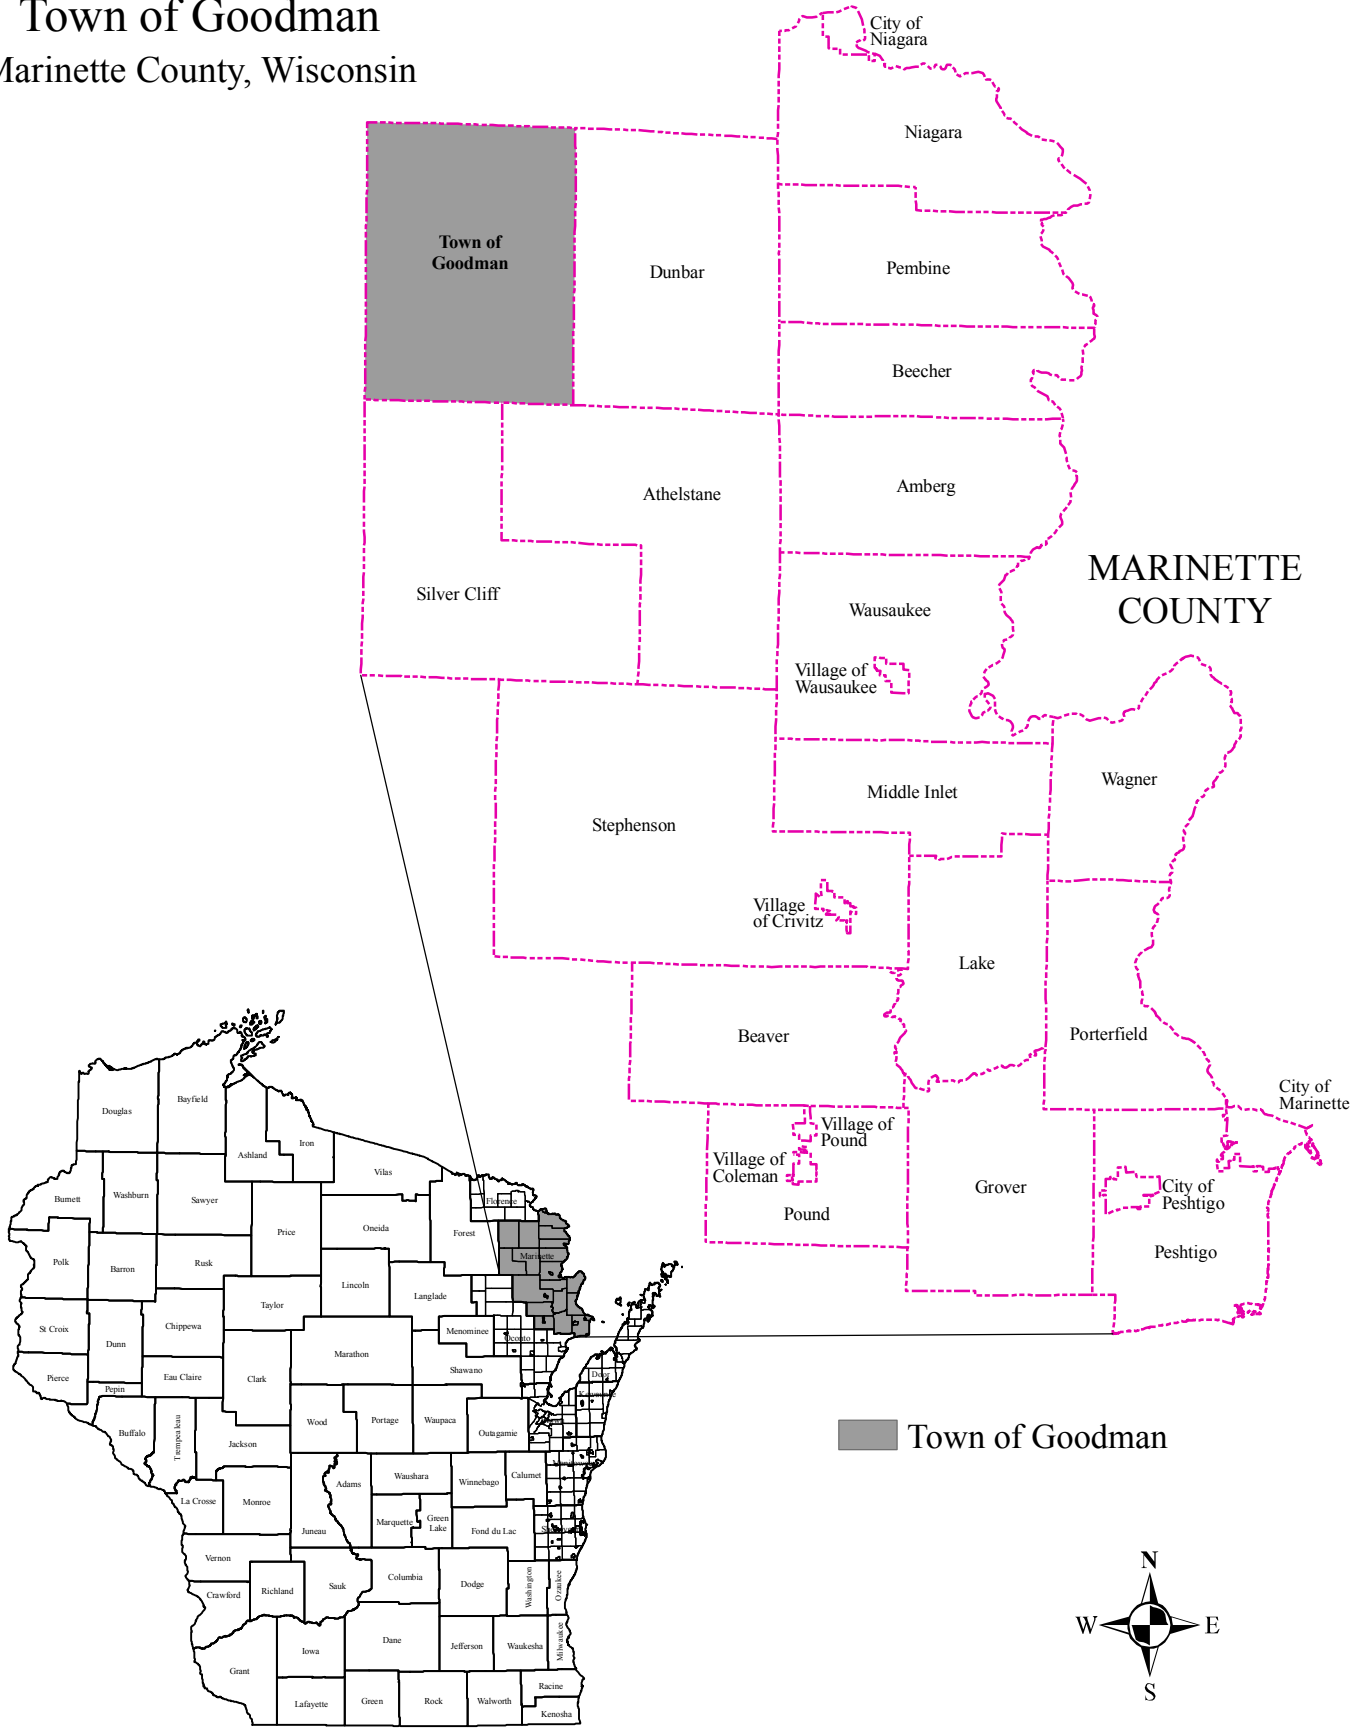 Town of Goodman
Marinette County, Wisconsin
City of
Niagara
Niagara
Town of
Goodman
Dunbar
Pembine
Beecher
Athelstane
Amberg
MARINETTE
COUNTY
Silver Cliff
Wausaukee
Village of
Wausaukee
Wagner
Middle Inlet
Stephenson
Village
of Crivitz
Lake
Beaver
Porterfield
City of
Marinette
Village of
Pound
Village of
Coleman
Grover
City of
Peshtigo
Pound
Peshtigo
Douglas
Bayfield
Ashland
Iron
Vilas
Burnett
Washburn
Sawyer
Florence
Price
Oneida
Forest
Polk
Barron
Rusk
Marinette
Lincoln
Langlade
Taylor
St Croix
Chippewa
Menominee
Oconto
Dunn
Marathon
Shawano
Pierce
Eau Claire
Clark
Door
Pepin
Kewaunee
Buffalo
Trempealeau
Wood
Portage
Waupaca
Outagamie
Jackson
Town of Goodman
Adams
Waushara
Winnebago
Calumet
La Crosse
Monroe
Marquette
Green
Lake
Juneau
Fond du Lac
Vernon
Crawford
Richland
Sauk
Columbia
Dodge
Washington
Ozaukee
Iowa
Dane
Jefferson
Waukesha
Milwaukee
Grant
Lafayette
Green
Rock
Walworth
Racine
Kenosha
N
W
E
S